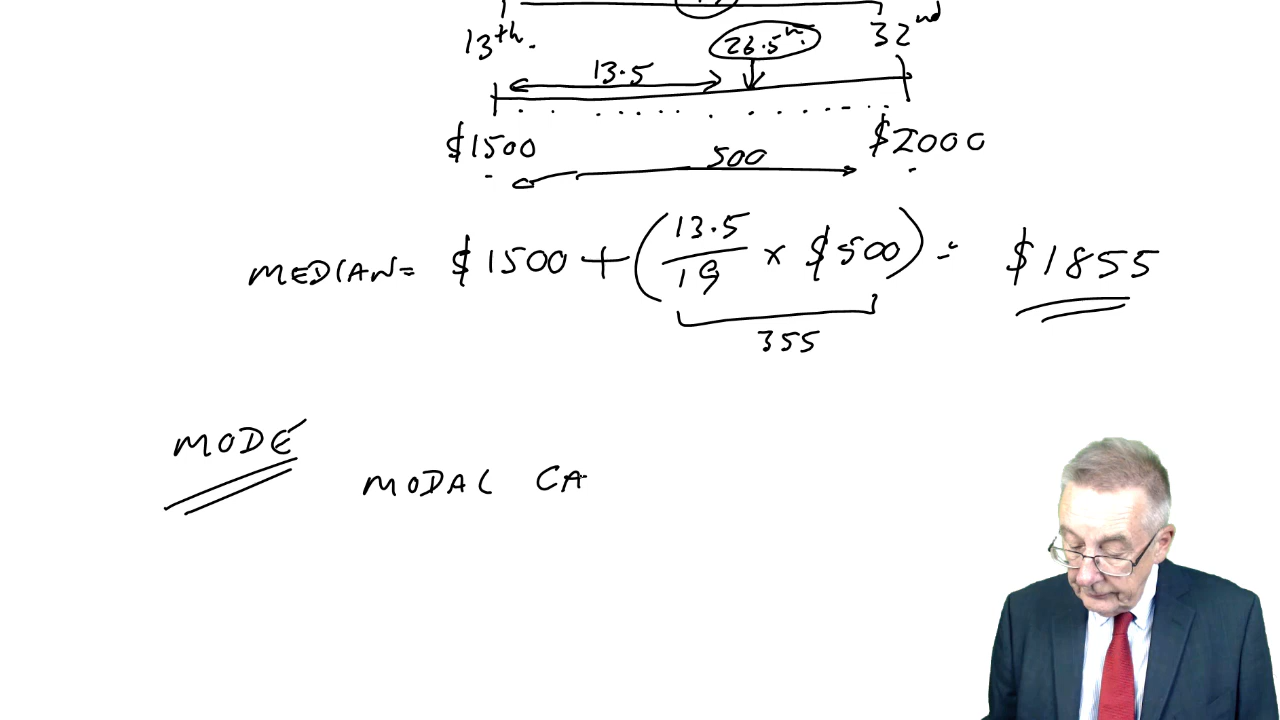 13th. 32nd
26.5th.
13.5
$1500 $2000
500
MEDIAN = $1500 + (13.5/19 x $500) = $1855
355
MODE
MODAL CA